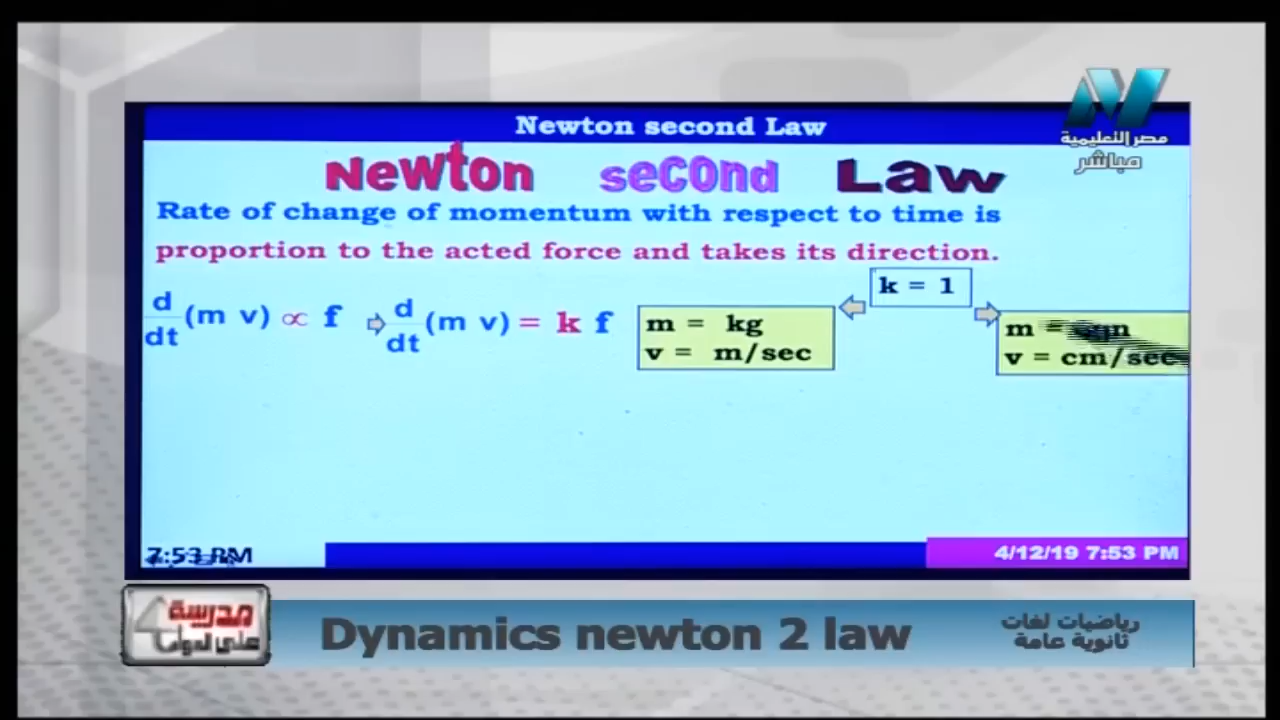 Newton second Law
مصر التعليمية
مباشر
Newton second Law
Rate of change of momentum with respect to time is
proportion to the acted force and takes its direction.
k = 1
d/dt (m v) ∝ f ⇨ d/dt (m v) = k f
m = kg
v = m/sec
m =
v = cm/sec
7:53 PM
4/12/19 7:53 PM
مدرسة
على الهواء
4
Dynamics newton 2 law
رياضيات لغات
ثانوية عامة